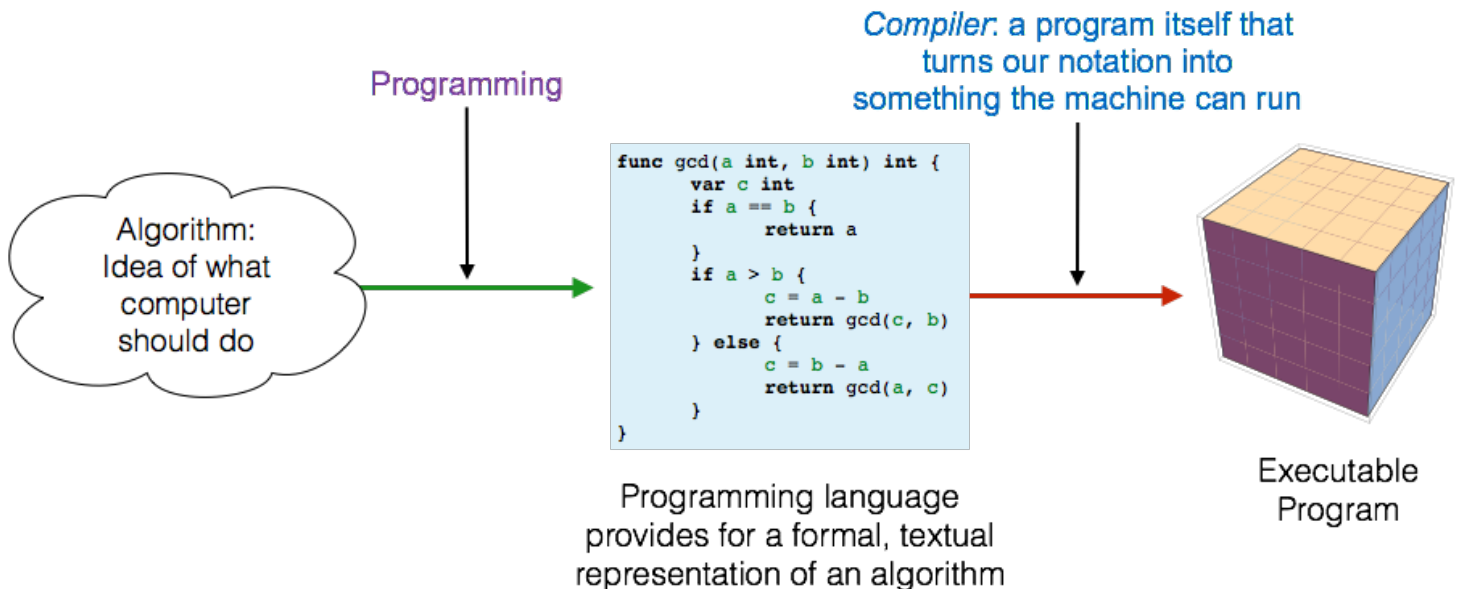 Programming
Compiler: a program itself that
turns our notation into
something the machine can run
Algorithm:
Idea of what
computer
should do
func gcd(a int, b int) int {
var c int
if a == b {
return a
}
if a > b {
c = a - b
return gcd(c, b)
} else {
c = b - a
return gcd(a, c)
}
}
Programming language
provides for a formal, textual
representation of an algorithm
Executable
Program